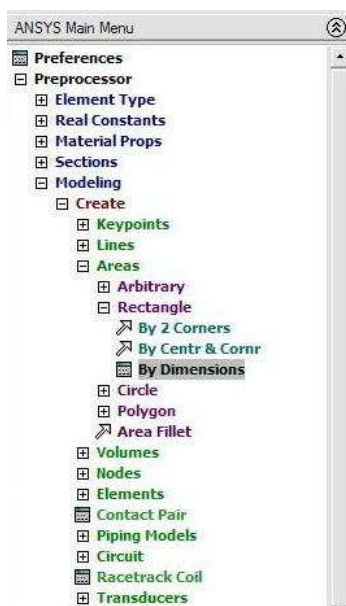 ANSYS Main Menu
Preferences
Preprocessor
Element Type
Real Constants
Material Props
Sections
Modeling
Create
Keypoints
Lines
Areas
Arbitrary
Rectangle
By 2 Corners
By Centr & Cornr
By Dimensions
Circle
Polygon
Area Fillet
Volumes
Nodes
Elements
Contact Pair
Piping Models
Circuit
Racetrack Coil
Transducers